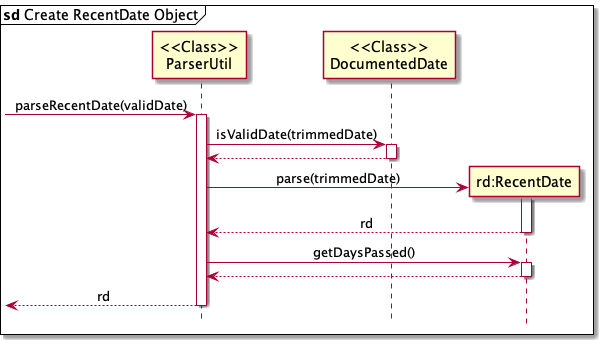 sd Create RecentDate Object
<<Class>>
ParserUtil
<<Class>>
DocumentedDate
parseRecentDate(validDate)
isValidDate(trimmedDate)
parse(trimmedDate)
rd:RecentDate
rd
getDaysPassed()
rd